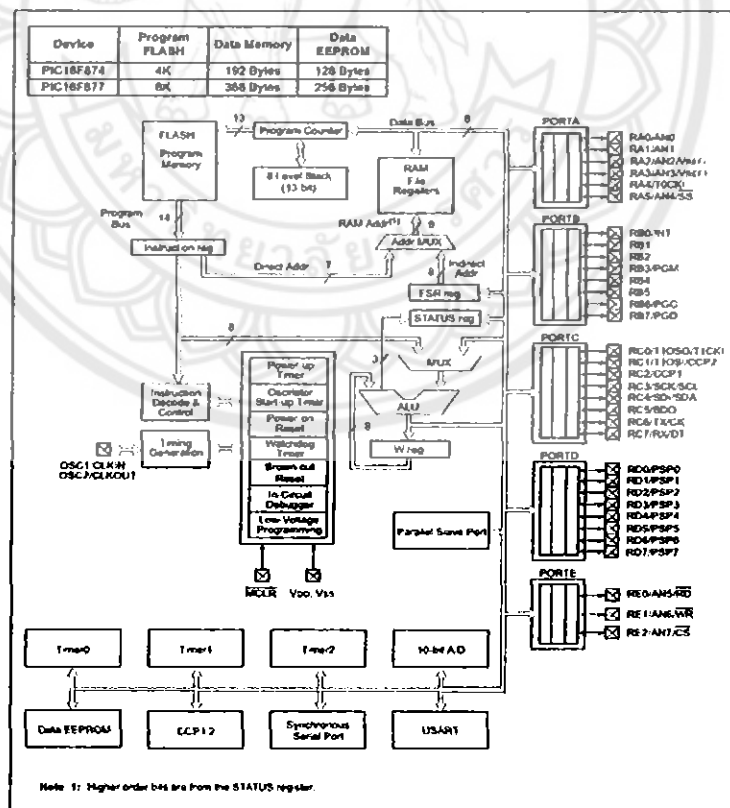 Device Program FLASH Data Memory Data EEPROM
PIC16F874 4K 192 Bytes 128 Bytes
PIC16F877 8K 368 Bytes 256 Bytes
13
Program Counter
Data Bus
8
FLASH
Program
Memory
8 Level Stack
(13 bit)
RAM
File
Registers
Program
Bus
14
RAM Addr(1)
9
Instruction reg
Addr MUX
Direct Addr
7
Indirect
Addr
8
FSR reg
STATUS reg
8
3
MUX
Power up
Timer
Instruction
Decode &
Control
Oscillator
Start-up Timer
ALU
Power on
Reset
8
Timing
Generation
Watchdog
Timer
W reg
OSC1/CLKIN
OSC2/CLKOUT
Brown-out
Reset
In-Circuit
Debugger
Low-Voltage
Programming
Parallel Slave Port
MCLR
VDD, VSS
PORTA
RA0/AN0
RA1/AN1
RA4/T0CKI
RA5/AN4/SS
PORTB
RB0/INT
RB1
RB2
RB3/PGM
RB4
RB5
RB6/PGC
RB7/PGD
PORTC
RC0/T1OSO/T1CKI
RC1/T1OSI/CCP2
RC2/CCP1
RC3/SCK/SCL
RC4/SDI/SDA
RC5/SDO
RC6/TX/CK
RC7/RX/DT
PORTD
RD0/PSP0
RD1/PSP1
RD2/PSP2
RD3/PSP3
RD4/PSP4
RD5/PSP5
RD6/PSP6
RD7/PSP7
PORTE
RE0/AN5/RD
RE1/AN6/WR
RE2/AN7/CS
Timer0
Timer1
Timer2
10-bit A/D
Data EEPROM
CCP1,2
Synchronous
Serial Port
USART
Note 1: Higher order bits are from the STATUS register.